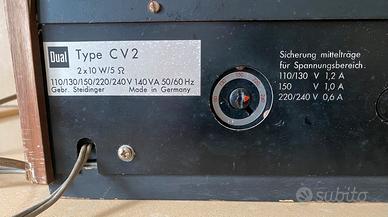 Dual
Type CV2
2x10 W/5 Ω
110/130/150/220/240 V 140 VA 50/60 Hz
Gebr. Steidinger Made in Germany
Sicherung mittelträge
für Spannungsbereich.
110/130 V 1,2 A
150 V 1,0 A
220/240 V 0,6 A
subito